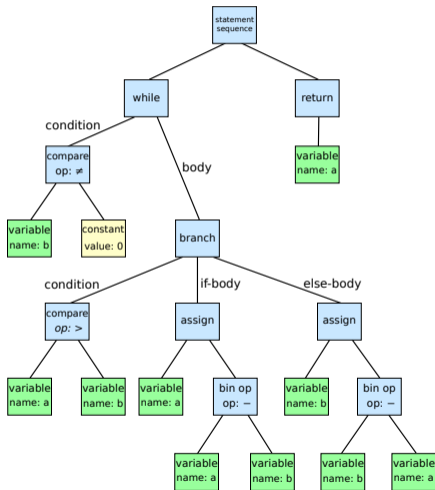 statement
sequence
while
return
condition
body
compare
op: ≠
variable
name: a
variable
name: b
constant
value: 0
branch
condition
if-body
else-body
compare
op: >
assign
assign
variable
name: a
variable
name: b
variable
name: a
bin op
op: −
variable
name: b
bin op
op: −
variable
name: a
variable
name: b
variable
name: b
variable
name: a